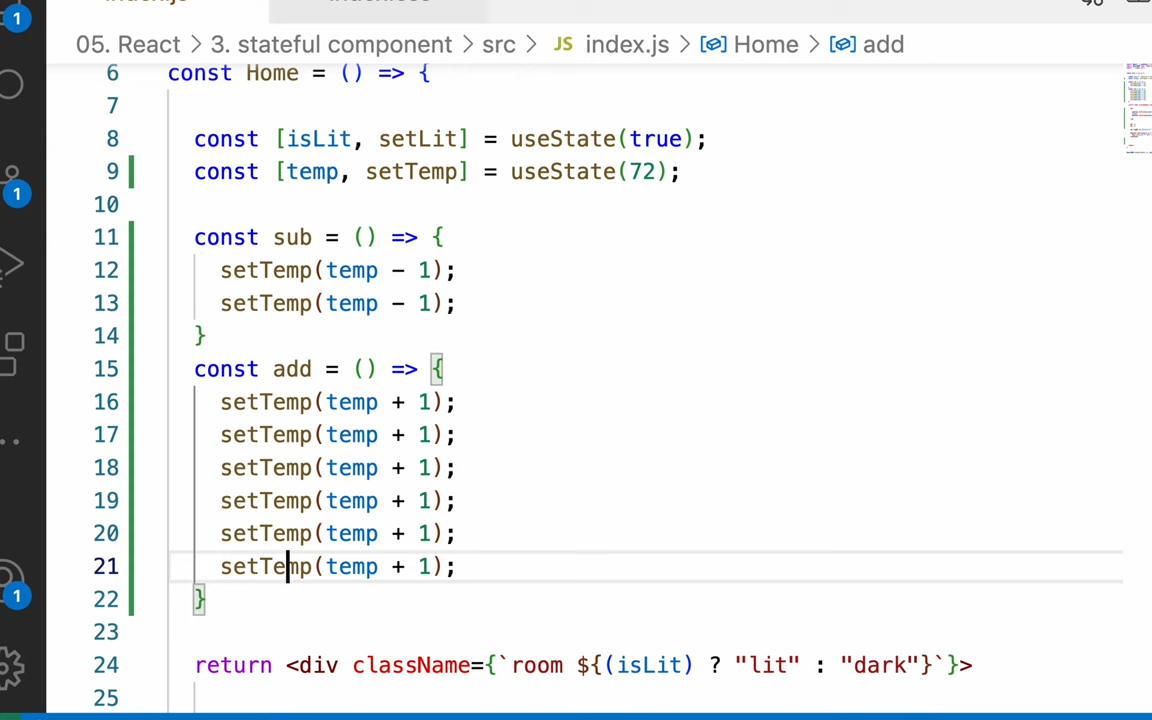 05. React > 3. stateful component > src > JS index.js > Home > add
6 const Home = () => {
7
8 const [isLit, setLit] = useState(true);
9 const [temp, setTemp] = useState(72);
10
11 const sub = () => {
12 setTemp(temp - 1);
13 setTemp(temp - 1);
14 }
15 const add = () => {
16 setTemp(temp + 1);
17 setTemp(temp + 1);
18 setTemp(temp + 1);
19 setTemp(temp + 1);
20 setTemp(temp + 1);
21 setTemp(temp + 1);
22 }
23
24 return <div className={`room ${(isLit) ? "lit" : "dark"}`}>
25
1
1
1